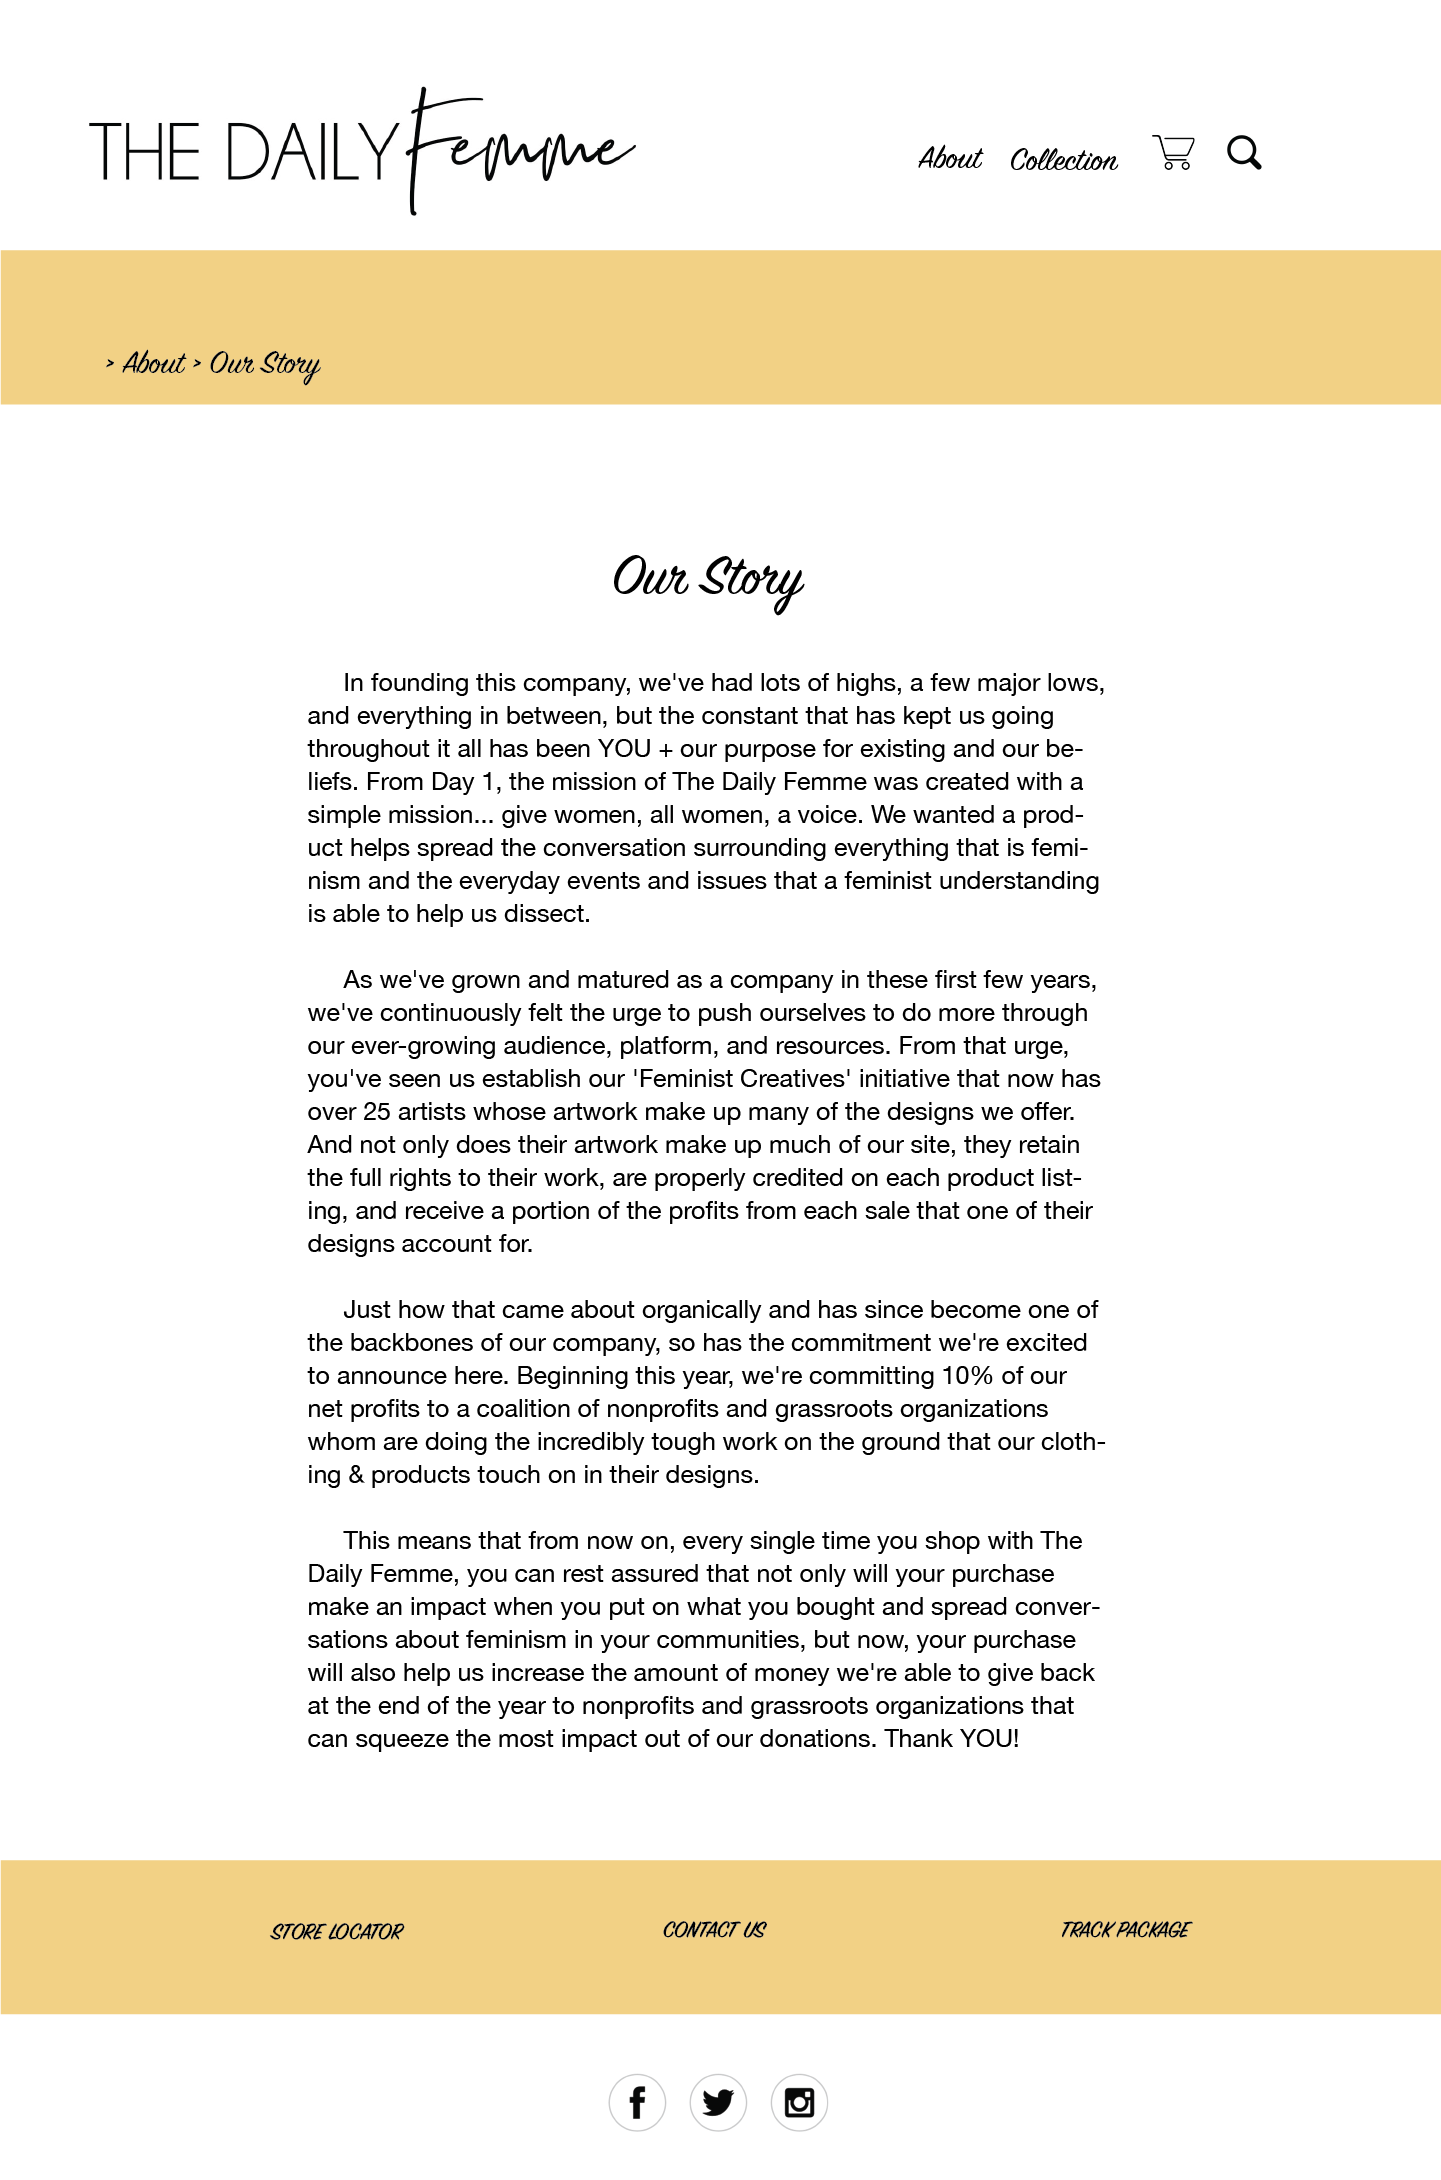 THE DAILY Femme
About Collection
> About > Our Story
Our Story
In founding this company, we've had lots of highs, a few major lows,
and everything in between, but the constant that has kept us going
throughout it all has been YOU + our purpose for existing and our be-
liefs. From Day 1, the mission of The Daily Femme was created with a
simple mission... give women, all women, a voice. We wanted a prod-
uct helps spread the conversation surrounding everything that is femi-
nism and the everyday events and issues that a feminist understanding
is able to help us dissect.
As we've grown and matured as a company in these first few years,
we've continuously felt the urge to push ourselves to do more through
our ever-growing audience, platform, and resources. From that urge,
you've seen us establish our 'Feminist Creatives' initiative that now has
over 25 artists whose artwork make up many of the designs we offer.
And not only does their artwork make up much of our site, they retain
the full rights to their work, are properly credited on each product list-
ing, and receive a portion of the profits from each sale that one of their
designs account for.
Just how that came about organically and has since become one of
the backbones of our company, so has the commitment we're excited
to announce here. Beginning this year, we're committing 10% of our
net profits to a coalition of nonprofits and grassroots organizations
whom are doing the incredibly tough work on the ground that our cloth-
ing & products touch on in their designs.
This means that from now on, every single time you shop with The
Daily Femme, you can rest assured that not only will your purchase
make an impact when you put on what you bought and spread conver-
sations about feminism in your communities, but now, your purchase
will also help us increase the amount of money we're able to give back
at the end of the year to nonprofits and grassroots organizations that
can squeeze the most impact out of our donations. Thank YOU!
STORE LOCATOR CONTACT US TRACK PACKAGE